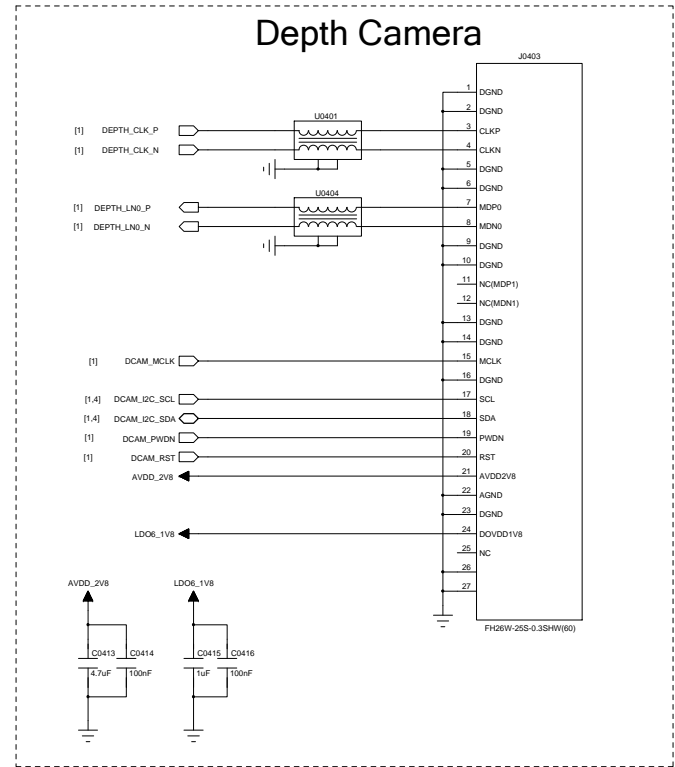 Depth Camera
J0403
1 DGND
2 DGND
U0401
[1] DEPTH_CLK_P 3 CLKP
[1] DEPTH_CLK_N 4 CLKN
5 DGND
6 DGND
U0404
[1] DEPTH_LN0_P 7 MDP0
[1] DEPTH_LN0_N 8 MDN0
9 DGND
10 DGND
11 NC(MDP1)
12 NC(MDN1)
13 DGND
14 DGND
[1] DCAM_MCLK 15 MCLK
16 DGND
[1,4] DCAM_I2C_SCL 17 SCL
[1,4] DCAM_I2C_SDA 18 SDA
[1] DCAM_PWDN 19 PWDN
[1] DCAM_RST 20 RST
AVDD_2V8 21 AVDD2V8
22 AGND
23 DGND
LDO6_1V8 24 DOVDD1V8
25 NC
26
27
FH26W-25S-0.3SHW(60)
AVDD_2V8 LDO6_1V8
C0413 C0414 C0415 C0416
4.7uF 100nF 1uF 100nF